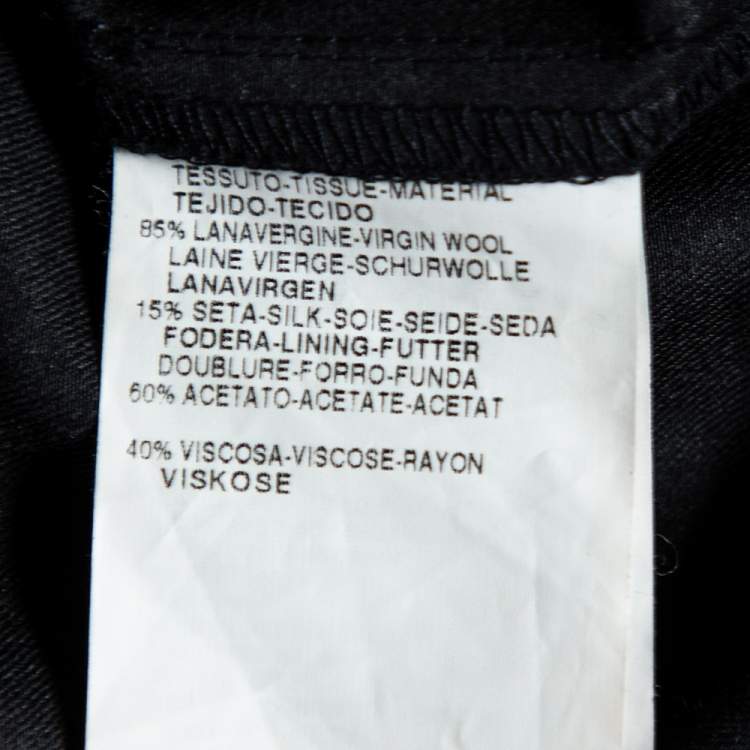 TESSUTO-TISSUE-MATERIAL
TEJIDO-TECIDO
85% LANAVERGINE-VIRGIN WOOL
LAINE VIERGE-SCHURWOLLE
LANAVIRGEN
15% SETA-SILK-SOIE-SEIDE-SEDA
FODERA-LINING-FUTTER
DOUBLURE-FORRO-FUNDA
60% ACETATO-ACETATE-ACETAT
40% VISCOSA-VISCOSE-RAYON
VISKOSE